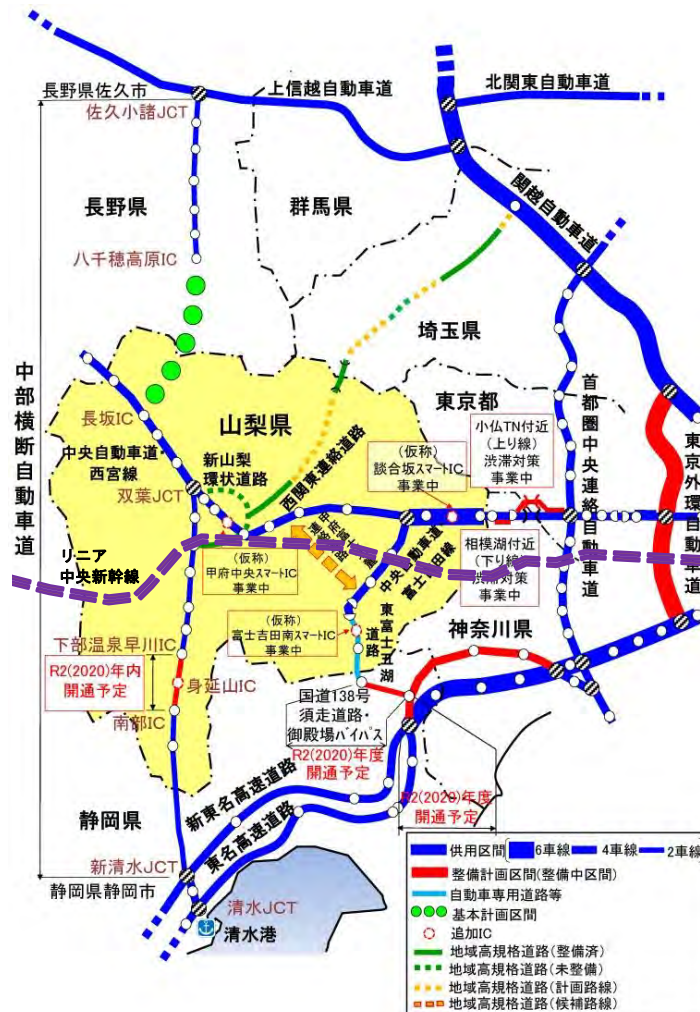 長野県佐久市
佐久小諸JCT
上信越自動車道
北関東自動車道
長野県
群馬県
関越自動車道
八千穂高原IC
埼玉県
中部横断自動車道
山梨県
東京都
首都圏中央連絡自動車道
東京外環自動車道
長坂IC
中央自動車道・
西宮線
新山梨
環状道路
西関東連絡道路
(仮称)
談合坂スマートIC
事業中
小仏TN付近
(上り線)
渋滞対策
事業中
双葉JCT
リニア
中央新幹線
(仮称)
甲府中央スマートIC
事業中
中央自動車道
富士吉田線
相模湖付近
(下り線)
渋滞対策
事業中
(仮称)
富士吉田南スマートIC
事業中
東富士五湖
道路
神奈川県
下部温泉早川IC
R2(2020)年内
開通予定
身延山IC
南部IC
国道138号
須走道路・
御殿場バイパス
R2(2020)年度
開通予定
R2(2020)年度
開通予定
新東名高速道路
東名高速道路
静岡県
新清水JCT
静岡県静岡市
清水JCT
清水港
供用区間
6車線
4車線
2車線
整備計画区間(整備中区間)
自動車専用道路等
基本計画区間
追加IC
地域高規格道路(整備済)
地域高規格道路(未整備)
地域高規格道路(計画路線)
地域高規格道路(候補路線)